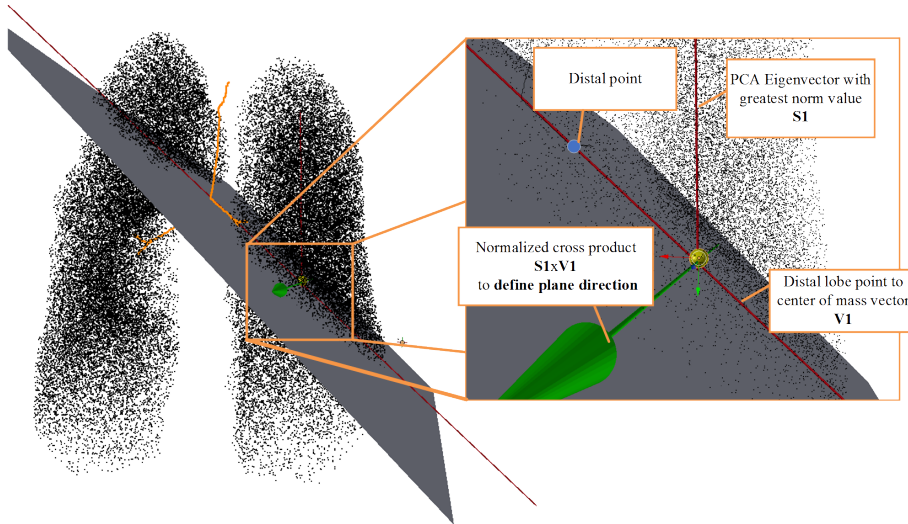 Distal point
PCA Eigenvector with
greatest norm value
S1
Normalized cross product
S1xV1
to define plane direction
Distal lobe point to
center of mass vector
V1